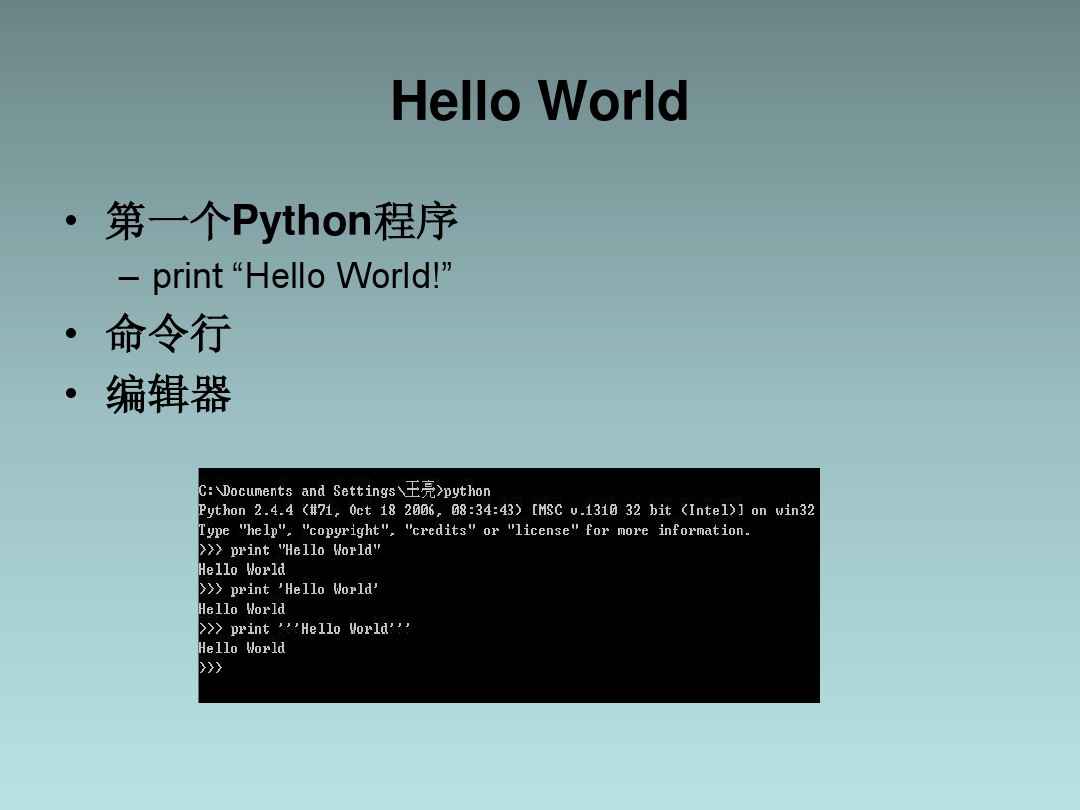 Hello World
• 第一个Python程序
– print “Hello World!”
• 命令行
• 编辑器
C:\Documents and Settings\王亮>python
Python 2.4.4 (#71, Oct 18 2006, 08:34:43) [MSC v.1310 32 bit (Intel)] on win32
Type "help", "copyright", "credits" or "license" for more information.
>>> print "Hello World"
Hello World
>>> print 'Hello World'
Hello World
>>> print '''Hello World'''
Hello World
>>>